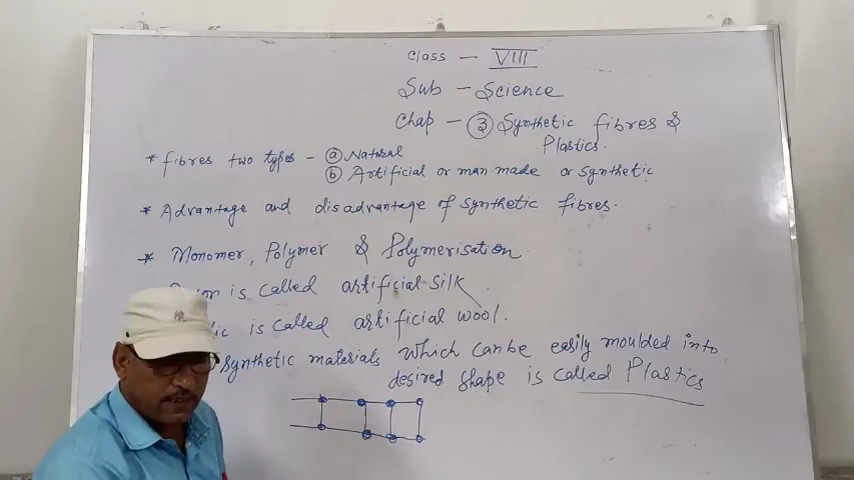 Class - VIII
Sub - Science
Chap - ③ Synthetic fibres &
Plastics.
* fibres two types - ⓐ Natural
ⓑ Artificial or man made or synthetic
* Advantage and disadvantage of synthetic fibres.
* Monomer, Polymer & Polymerisation.
is called artificial silk
is called artificial wool.
synthetic materials which can be easily moulded into
desired shape is called Plastics